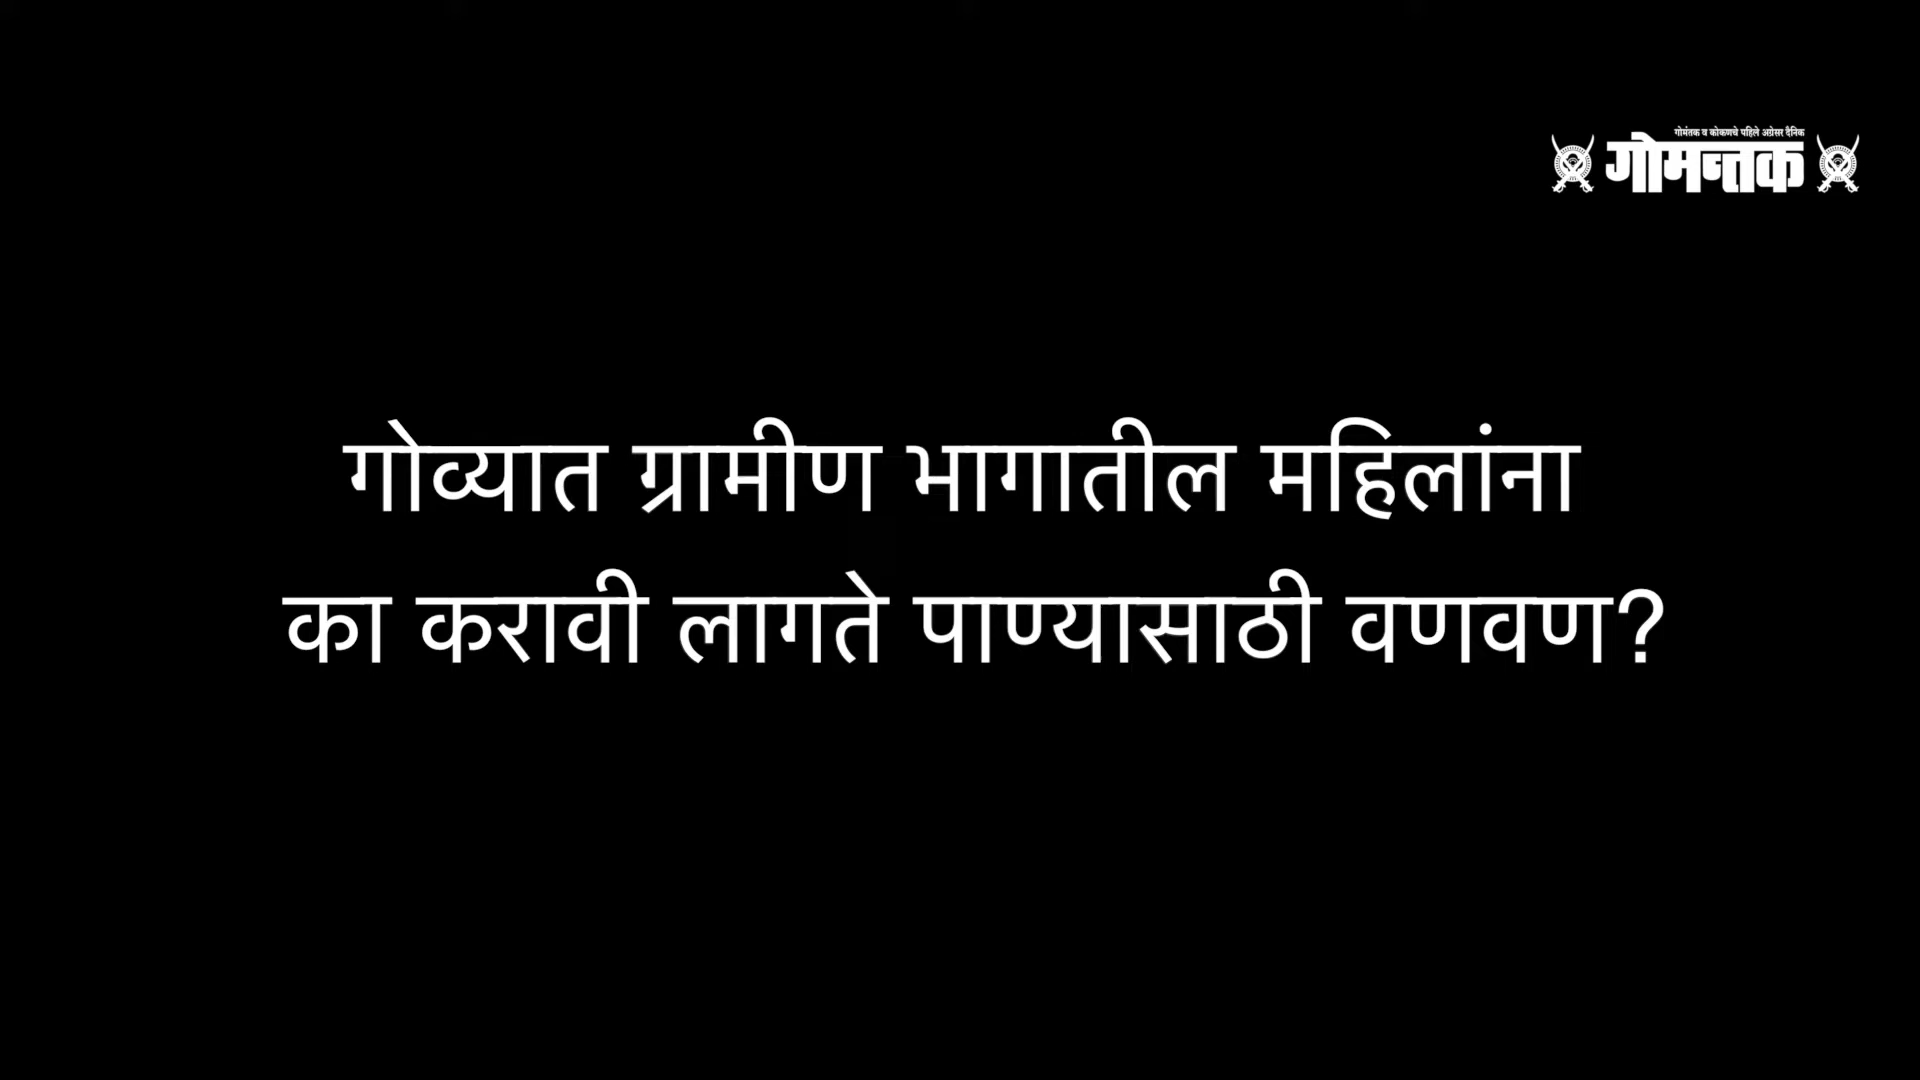 गोमंतक व कोकणचे पहिले अग्रेसर दैनिक
गोमन्तक
गोव्यात ग्रामीण भागातील महिलांना
का करावी लागते पाण्यासाठी वणवण?